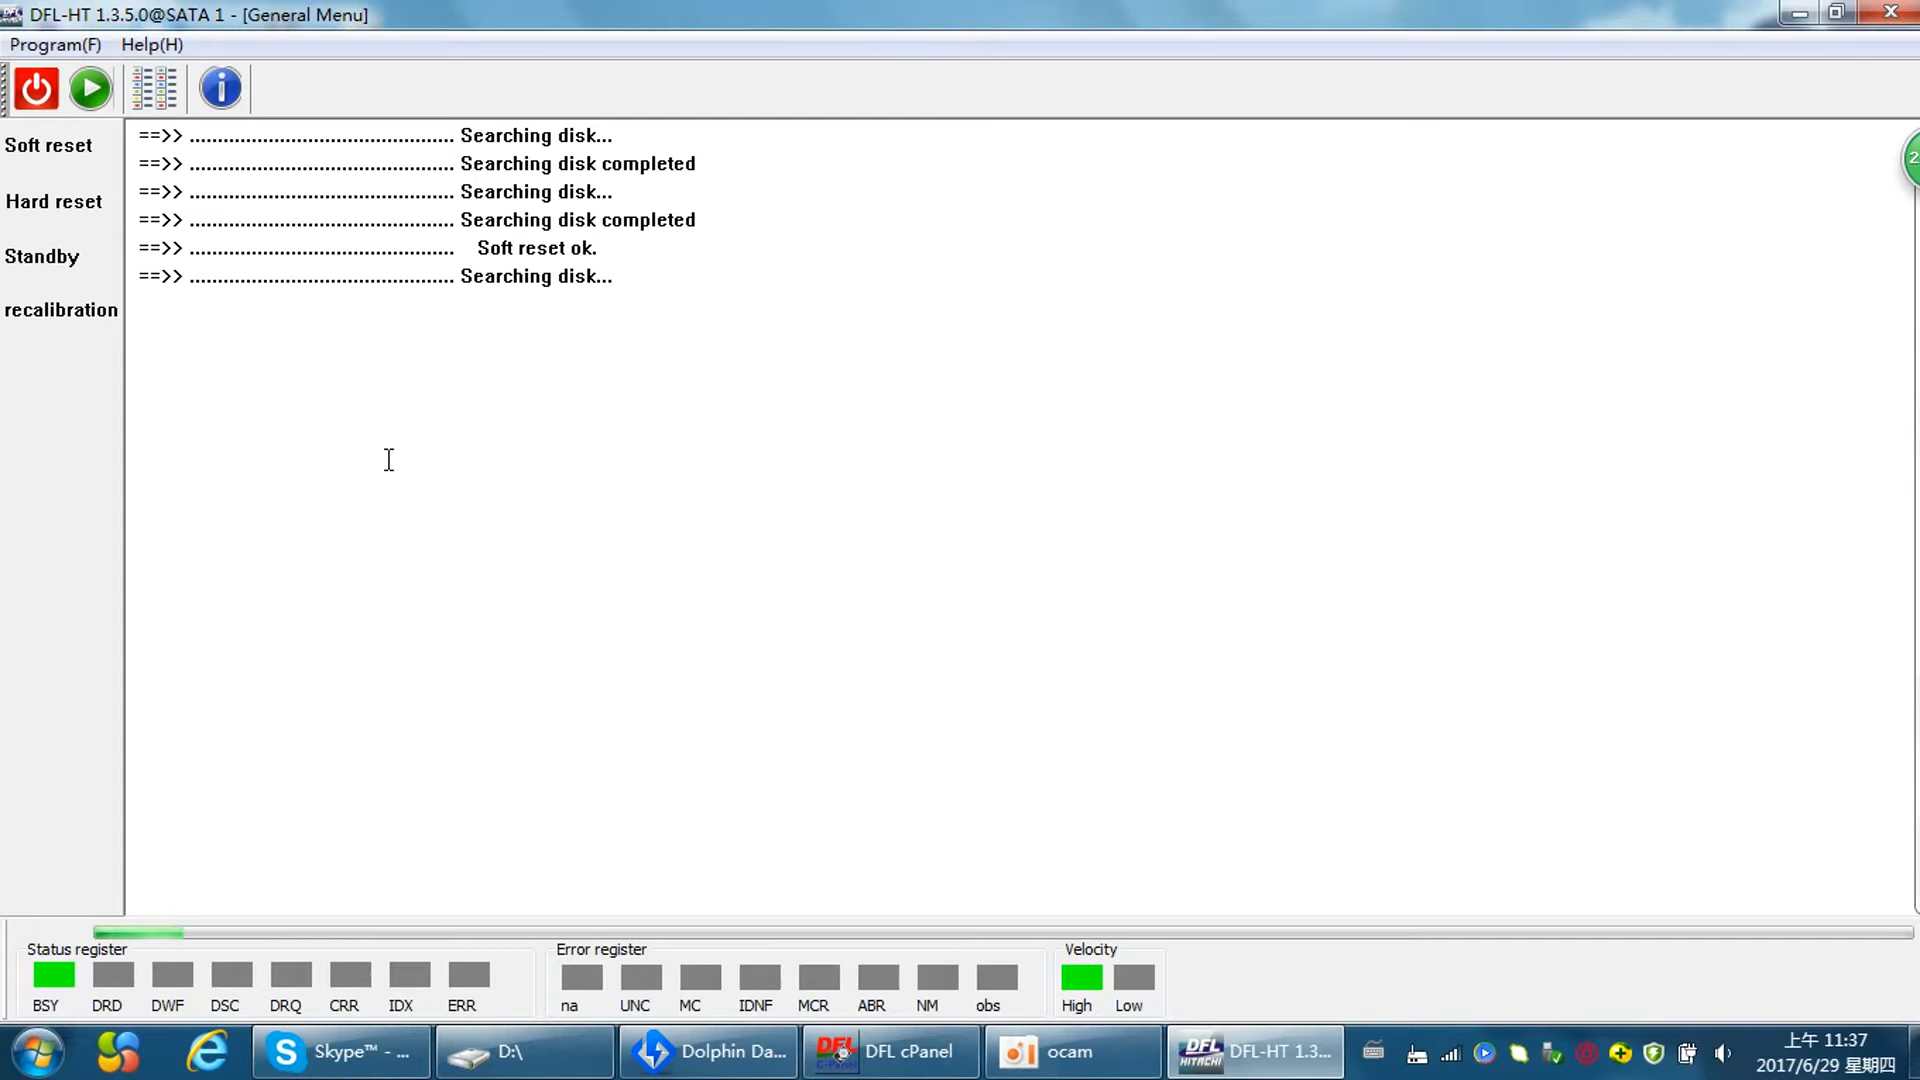 DFL-HT 1.3.5.0@SATA 1 - [General Menu]
Program(F) Help(H)
Soft reset
Hard reset
Standby
recalibration
==>> ............................................... Searching disk...
==>> ............................................... Searching disk completed
==>> ............................................... Searching disk...
==>> ............................................... Searching disk completed
==>> ............................................... Soft reset ok.
==>> ............................................... Searching disk...
2
Status register
BSY DRD DWF DSC DRQ CRR IDX ERR
Error register
na UNC MC IDNF MCR ABR NM obs
Velocity
High Low
Skype™ - ...
D:\
Dolphin Da...
DFL
DFL cPanel
ocam
DFL
HITACHI
DFL-HT 1.3...
上午 11:37
2017/6/29 星期四